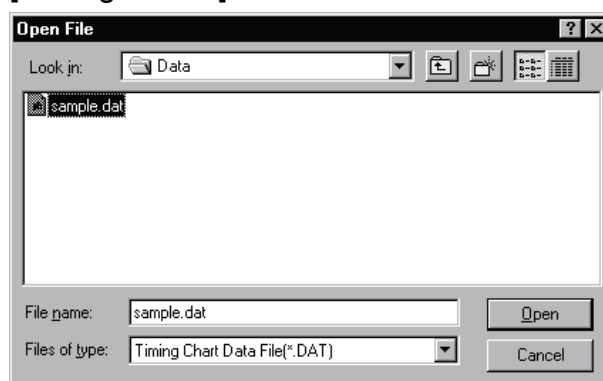 Open File
Look in: Data
sample.dat
File name: sample.dat Open
Files of type: Timing Chart Data File(*.DAT) Cancel